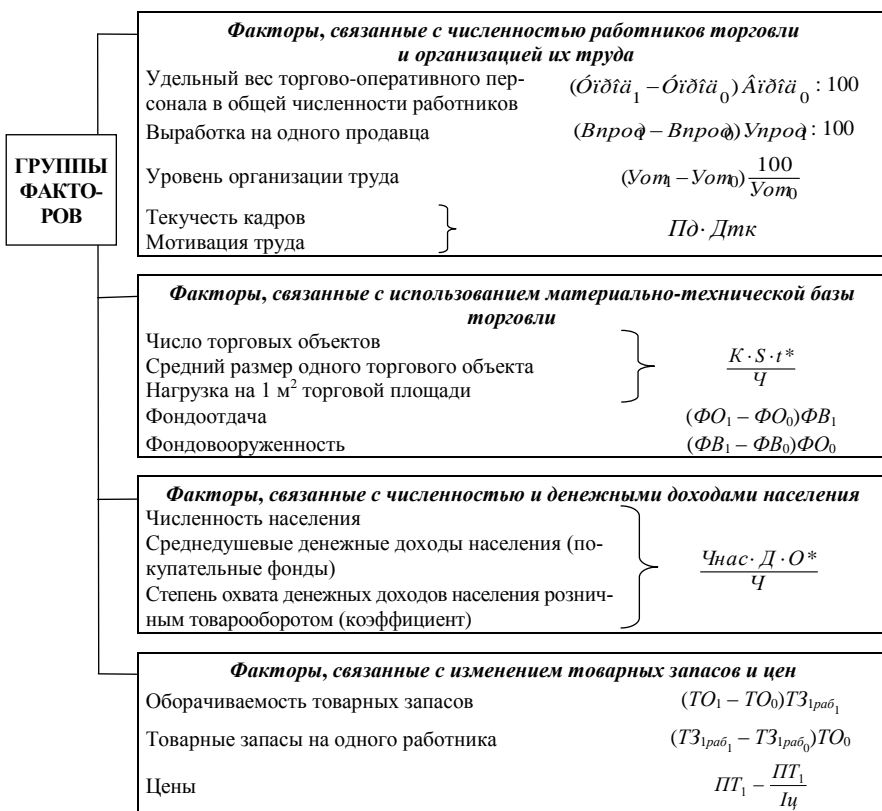 Факторы, связанные с численностью работников торговли
и организацией их труда
Удельный вес торгово-оперативного пер-
сонала в общей численности работников
(Óïðîä₁ – Óïðîä₀) Âïðîä₀ : 100
Выработка на одного продавца
(Впрод₁ – Впрод₀) Упрод₁ : 100
ГРУППЫ
ФАКТО-
РОВ
Уровень организации труда
(Уот₁ – Уот₀) 100 / Уот₀
Текучесть кадров
Мотивация труда
Пд · Дтк
Факторы, связанные с использованием материально-технической базы
торговли
Число торговых объектов
Средний размер одного торгового объекта
Нагрузка на 1 м² торговой площади
К · S · t* / Ч
Фондоотдача
(ФО₁ – ФО₀)ФВ₁
Фондовооруженность
(ФВ₁ – ФВ₀)ФО₀
Факторы, связанные с численностью и денежными доходами населения
Численность населения
Среднедушевые денежные доходы населения (по-
купательные фонды)
Степень охвата денежных доходов населения рознич-
ным товарооборотом (коэффициент)
Чнас · Д · О* / Ч
Факторы, связанные с изменением товарных запасов и цен
Оборачиваемость товарных запасов
(ТО₁ – ТО₀)ТЗ1раб₁
Товарные запасы на одного работника
(ТЗ1раб₁ – ТЗ1раб₀)ТО₀
Цены
ПТ₁ – ПТ₁ / Iц